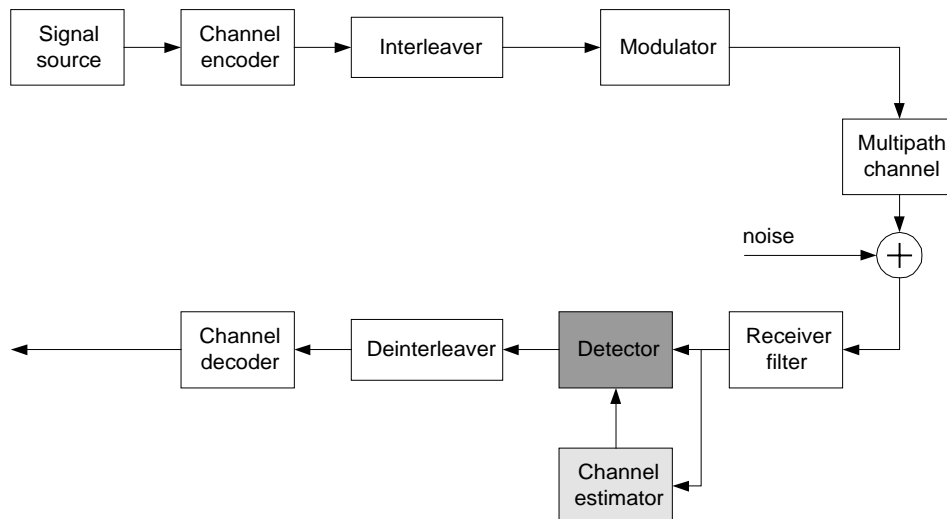 Signal
source
Channel
encoder
Interleaver
Modulator
Multipath
channel
noise
+
Channel
decoder
Deinterleaver
Detector
Receiver
filter
Channel
estimator